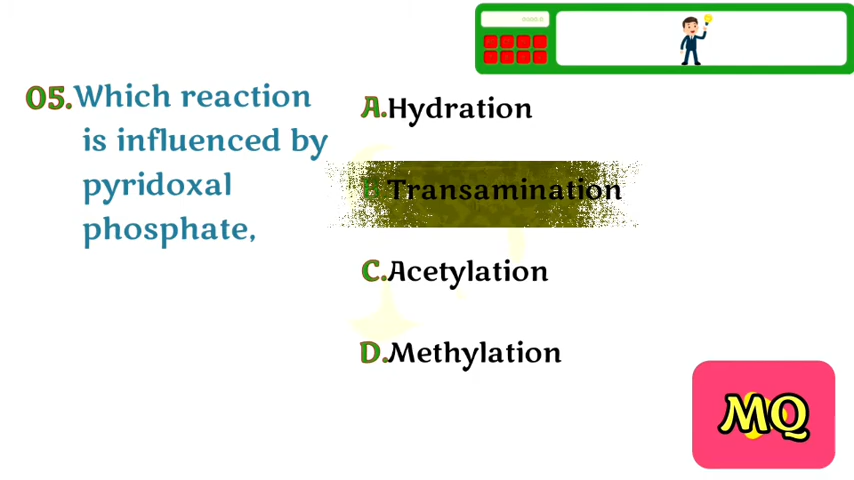 05.Which reaction
is influenced by
pyridoxal
phosphate,
A.Hydration
B.Transamination
C.Acetylation
D.Methylation
MQ